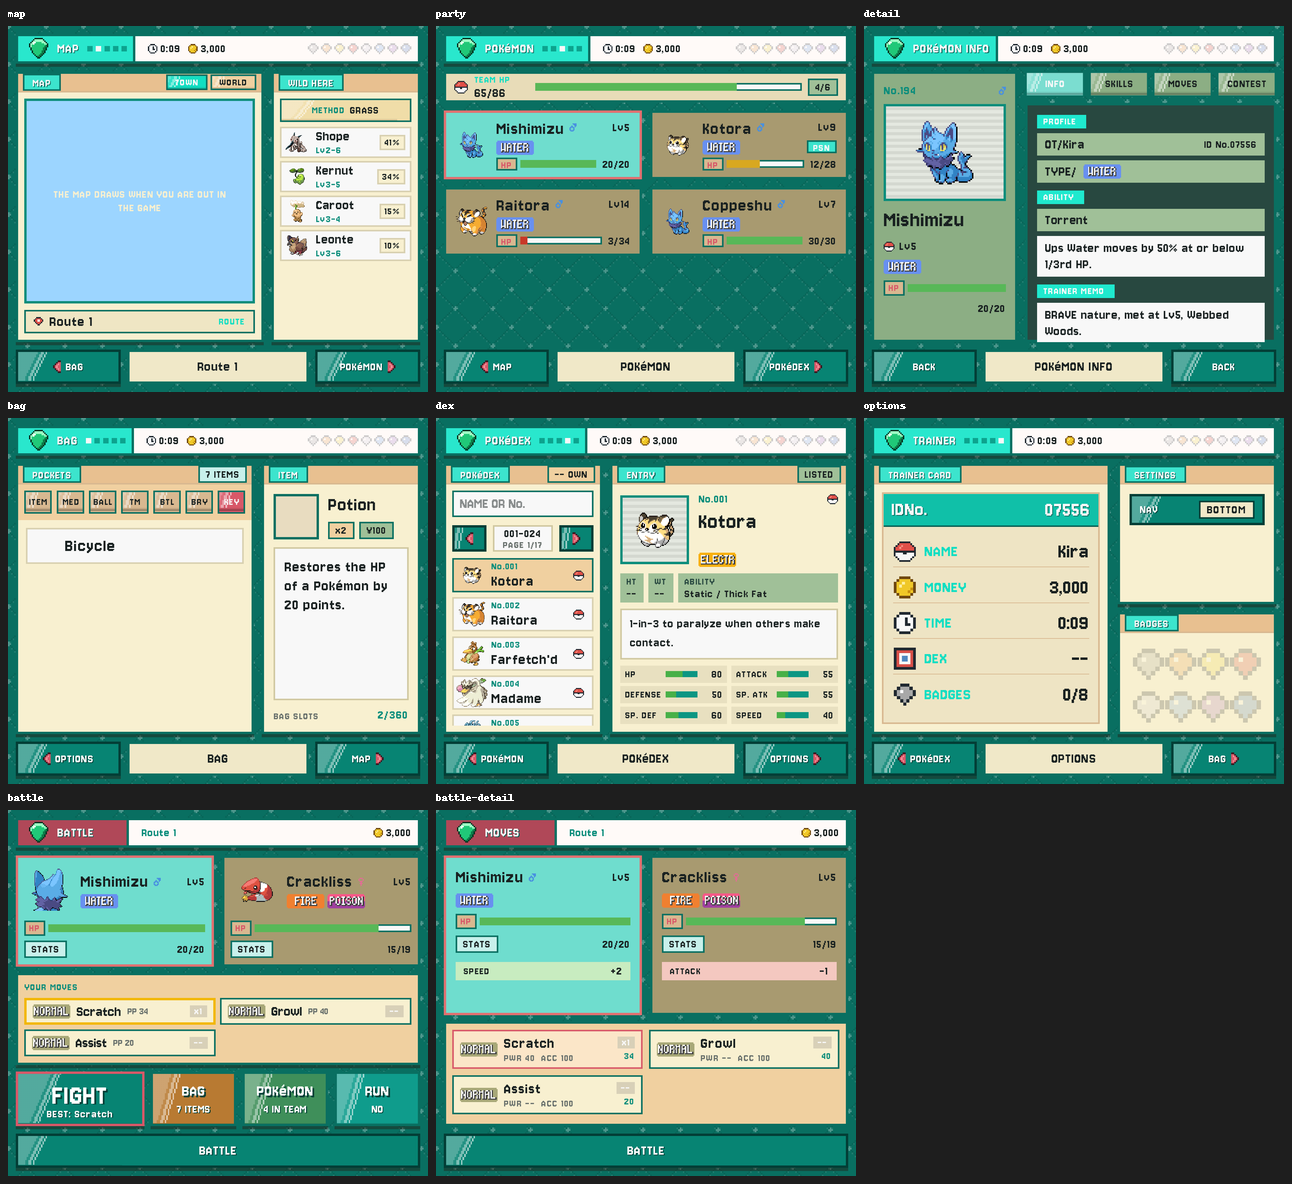 map
MAP
0:09
3,000
MAP
TOWN
WORLD
THE MAP DRAWS WHEN YOU ARE OUT IN
THE GAME
Route 1
ROUTE
WILD HERE
METHOD GRASS
Shope
Lv2-6
41%
Kernut
Lv3-5
34%
Caroot
Lv3-4
15%
Leonte
Lv3-6
10%
BAG
Route 1
POKéMON
party
POKéMON
0:09
3,000
TEAM HP
65/86
4/6
Mishimizu ♂ Lv5
WATER
HP
20/20
Kotora ♂ Lv9
WATER
PSN
HP
12/28
Raitora ♂ Lv14
WATER
HP
3/34
Coppeshu ♂ Lv7
WATER
HP
30/30
MAP
POKéMON
POKéDEX
detail
POKéMON INFO
0:09
3,000
No.194 ♂
Mishimizu
Lv5
WATER
HP
20/20
INFO
SKILLS
MOVES
CONTEST
PROFILE
OT/Kira
ID No.07556
TYPE/ WATER
ABILITY
Torrent
Ups Water moves by 50% at or below
1/3rd HP.
TRAINER MEMO
BRAVE nature, met at Lv5, Webbed
Woods.
BACK
POKéMON INFO
BACK
bag
BAG
0:09
3,000
POCKETS
7 ITEMS
ITEM
MED
BALL
TM
BTL
BRY
KEY
Bicycle
ITEM
Potion
x2
¥100
Restores the HP
of a Pokémon by
20 points.
BAG SLOTS
2/360
OPTIONS
BAG
MAP
dex
POKéDEX
0:09
3,000
POKéDEX
-- OWN
NAME OR No.
001-024
PAGE 1/17
No.001
Kotora
No.002
Raitora
No.003
Farfetch'd
No.004
Madame
No.005
ENTRY
LISTED
No.001
Kotora
ELECTR
HT
--
WT
--
ABILITY
Static / Thick Fat
1-in-3 to paralyze when others make
contact.
HP 80
ATTACK 55
DEFENSE 50
SP. ATK 55
SP. DEF 60
SPEED 40
POKéMON
POKéDEX
OPTIONS
options
TRAINER
0:09
3,000
TRAINER CARD
IDNo. 07556
NAME Kira
MONEY 3,000
TIME 0:09
DEX --
BADGES 0/8
SETTINGS
NAV
BOTTOM
BADGES
POKéDEX
OPTIONS
BAG
battle
BATTLE
Route 1
3,000
Mishimizu ♂ Lv5
WATER
HP
STATS
20/20
Crackliss Lv5
FIRE POISON
HP
STATS
15/19
YOUR MOVES
NORMAL Scratch PP 34 x1
NORMAL Growl PP 40 --
NORMAL Assist PP 20 --
FIGHT
BEST: Scratch
BAG
7 ITEMS
POKéMON
4 IN TEAM
RUN
NO
BATTLE
battle-detail
MOVES
Route 1
3,000
Mishimizu ♂ Lv5
WATER
HP
STATS
20/20
SPEED +2
Crackliss Lv5
FIRE POISON
HP
STATS
15/19
ATTACK -1
NORMAL
Scratch x1
PWR 40 ACC 100 34
NORMAL
Growl --
PWR -- ACC 100 40
NORMAL
Assist --
PWR -- ACC 100 20
BATTLE